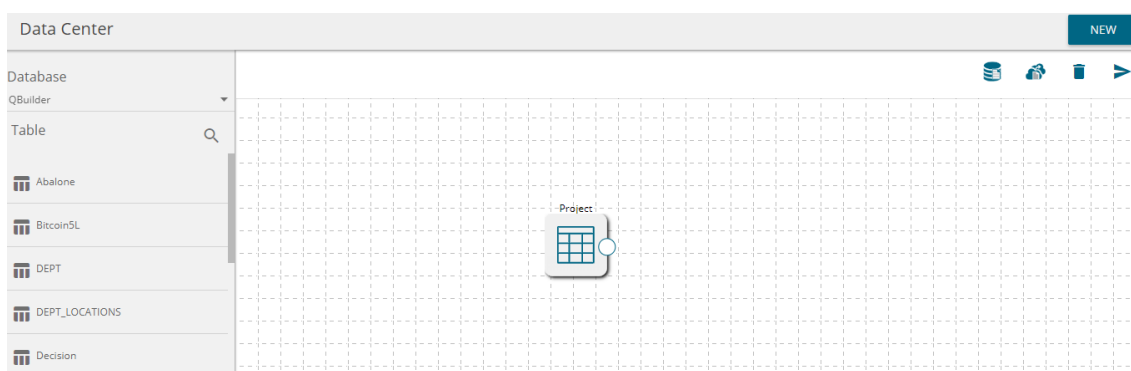 Data Center
NEW
Database
QBuilder
Table
Abalone
Bitcoin5L
DEPT
DEPT_LOCATIONS
Decision
Project